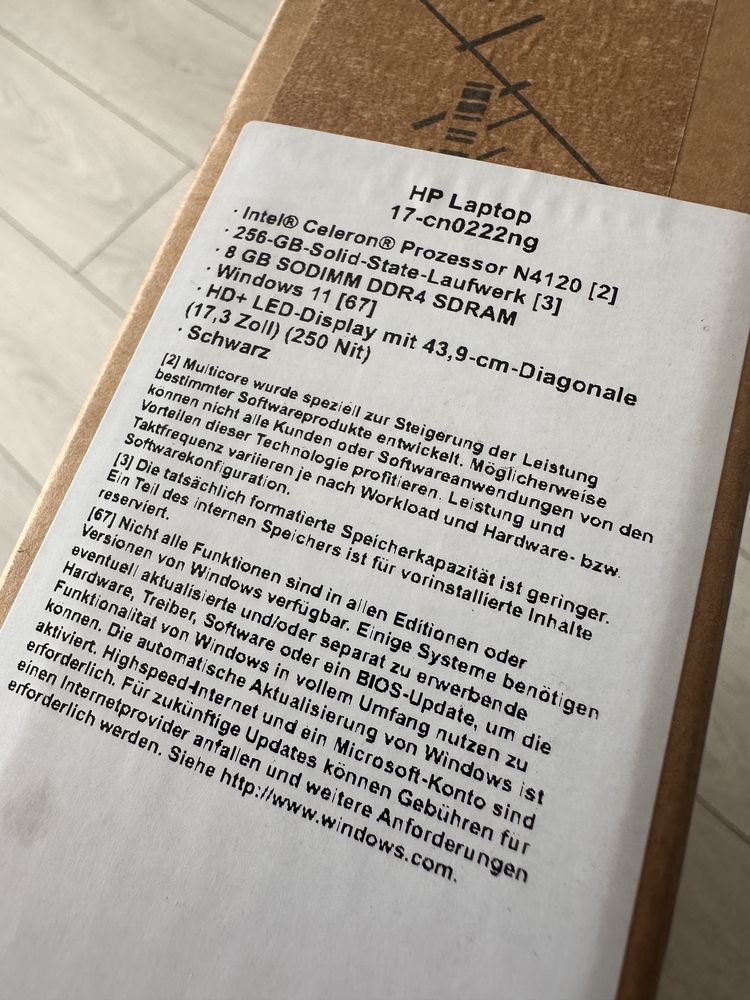 HP Laptop
17-cn0222ng
· Intel® Celeron® Prozessor N4120 [2]
· 256-GB-Solid-State-Laufwerk [3]
· 8 GB SODIMM DDR4 SDRAM
· Windows 11 [67]
· HD+ LED-Display mit 43,9-cm-Diagonale
(17,3 Zoll) (250 Nit)
· Schwarz
[2] Multicore wurde speziell zur Steigerung der Leistung
bestimmter Softwareprodukte entwickelt. Möglicherweise
können nicht alle Kunden oder Softwareanwendungen von den
Vorteilen dieser Technologie profitieren. Leistung und
Taktfrequenz variieren je nach Workload und Hardware- bzw.
Softwarekonfiguration.
[3] Die tatsächlich formatierte Speicherkapazität ist geringer.
Ein Teil des internen Speichers ist für vorinstallierte Inhalte
reserviert.
[67] Nicht alle Funktionen sind in allen Editionen oder
Versionen von Windows verfügbar. Einige Systeme benötigen
eventuell aktualisierte und/oder separat zu erwerbende
Hardware, Treiber, Software oder ein BIOS-Update, um die
Funktionalität von Windows in vollem Umfang nutzen zu
können. Die automatische Aktualisierung von Windows ist
aktiviert. Highspeed-Internet und ein Microsoft-Konto sind
erforderlich. Für zukünftige Updates können Gebühren für
einen Internetprovider anfallen und weitere Anforderungen
erforderlich werden. Siehe http://www.windows.com.